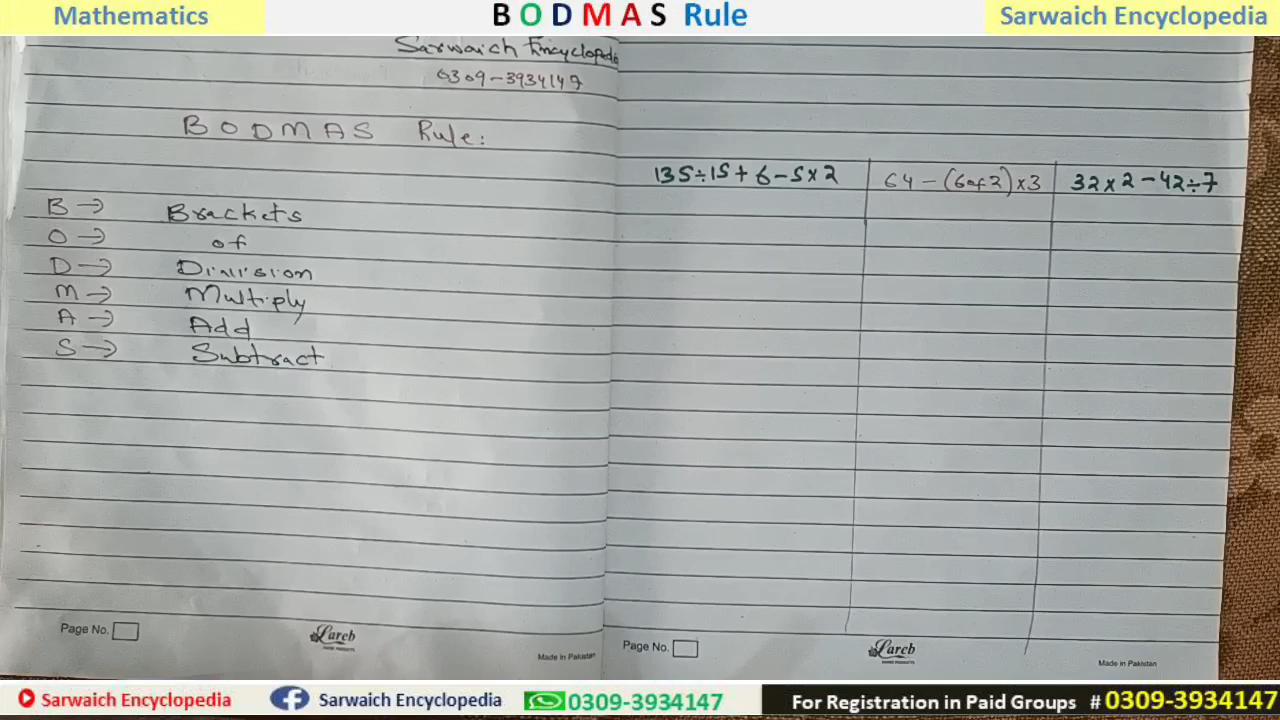 Mathematics
B O D M A S Rule
Sarwaich Encyclopedia
Sarwaich Encyclopedia
0309-3934147
BODMAS Rule:
B → Brackets
O → of
D → Division
M → Multiply
A → Add
S → Subtract
135÷15+6-5×2
64-(6of2)×3
32×2-42÷7
Page No.
Larch
Made in Pakistan
Page No.
Larch
Made in Pakistan
Sarwaich Encyclopedia
Sarwaich Encyclopedia
0309-3934147
For Registration in Paid Groups # 0309-3934147